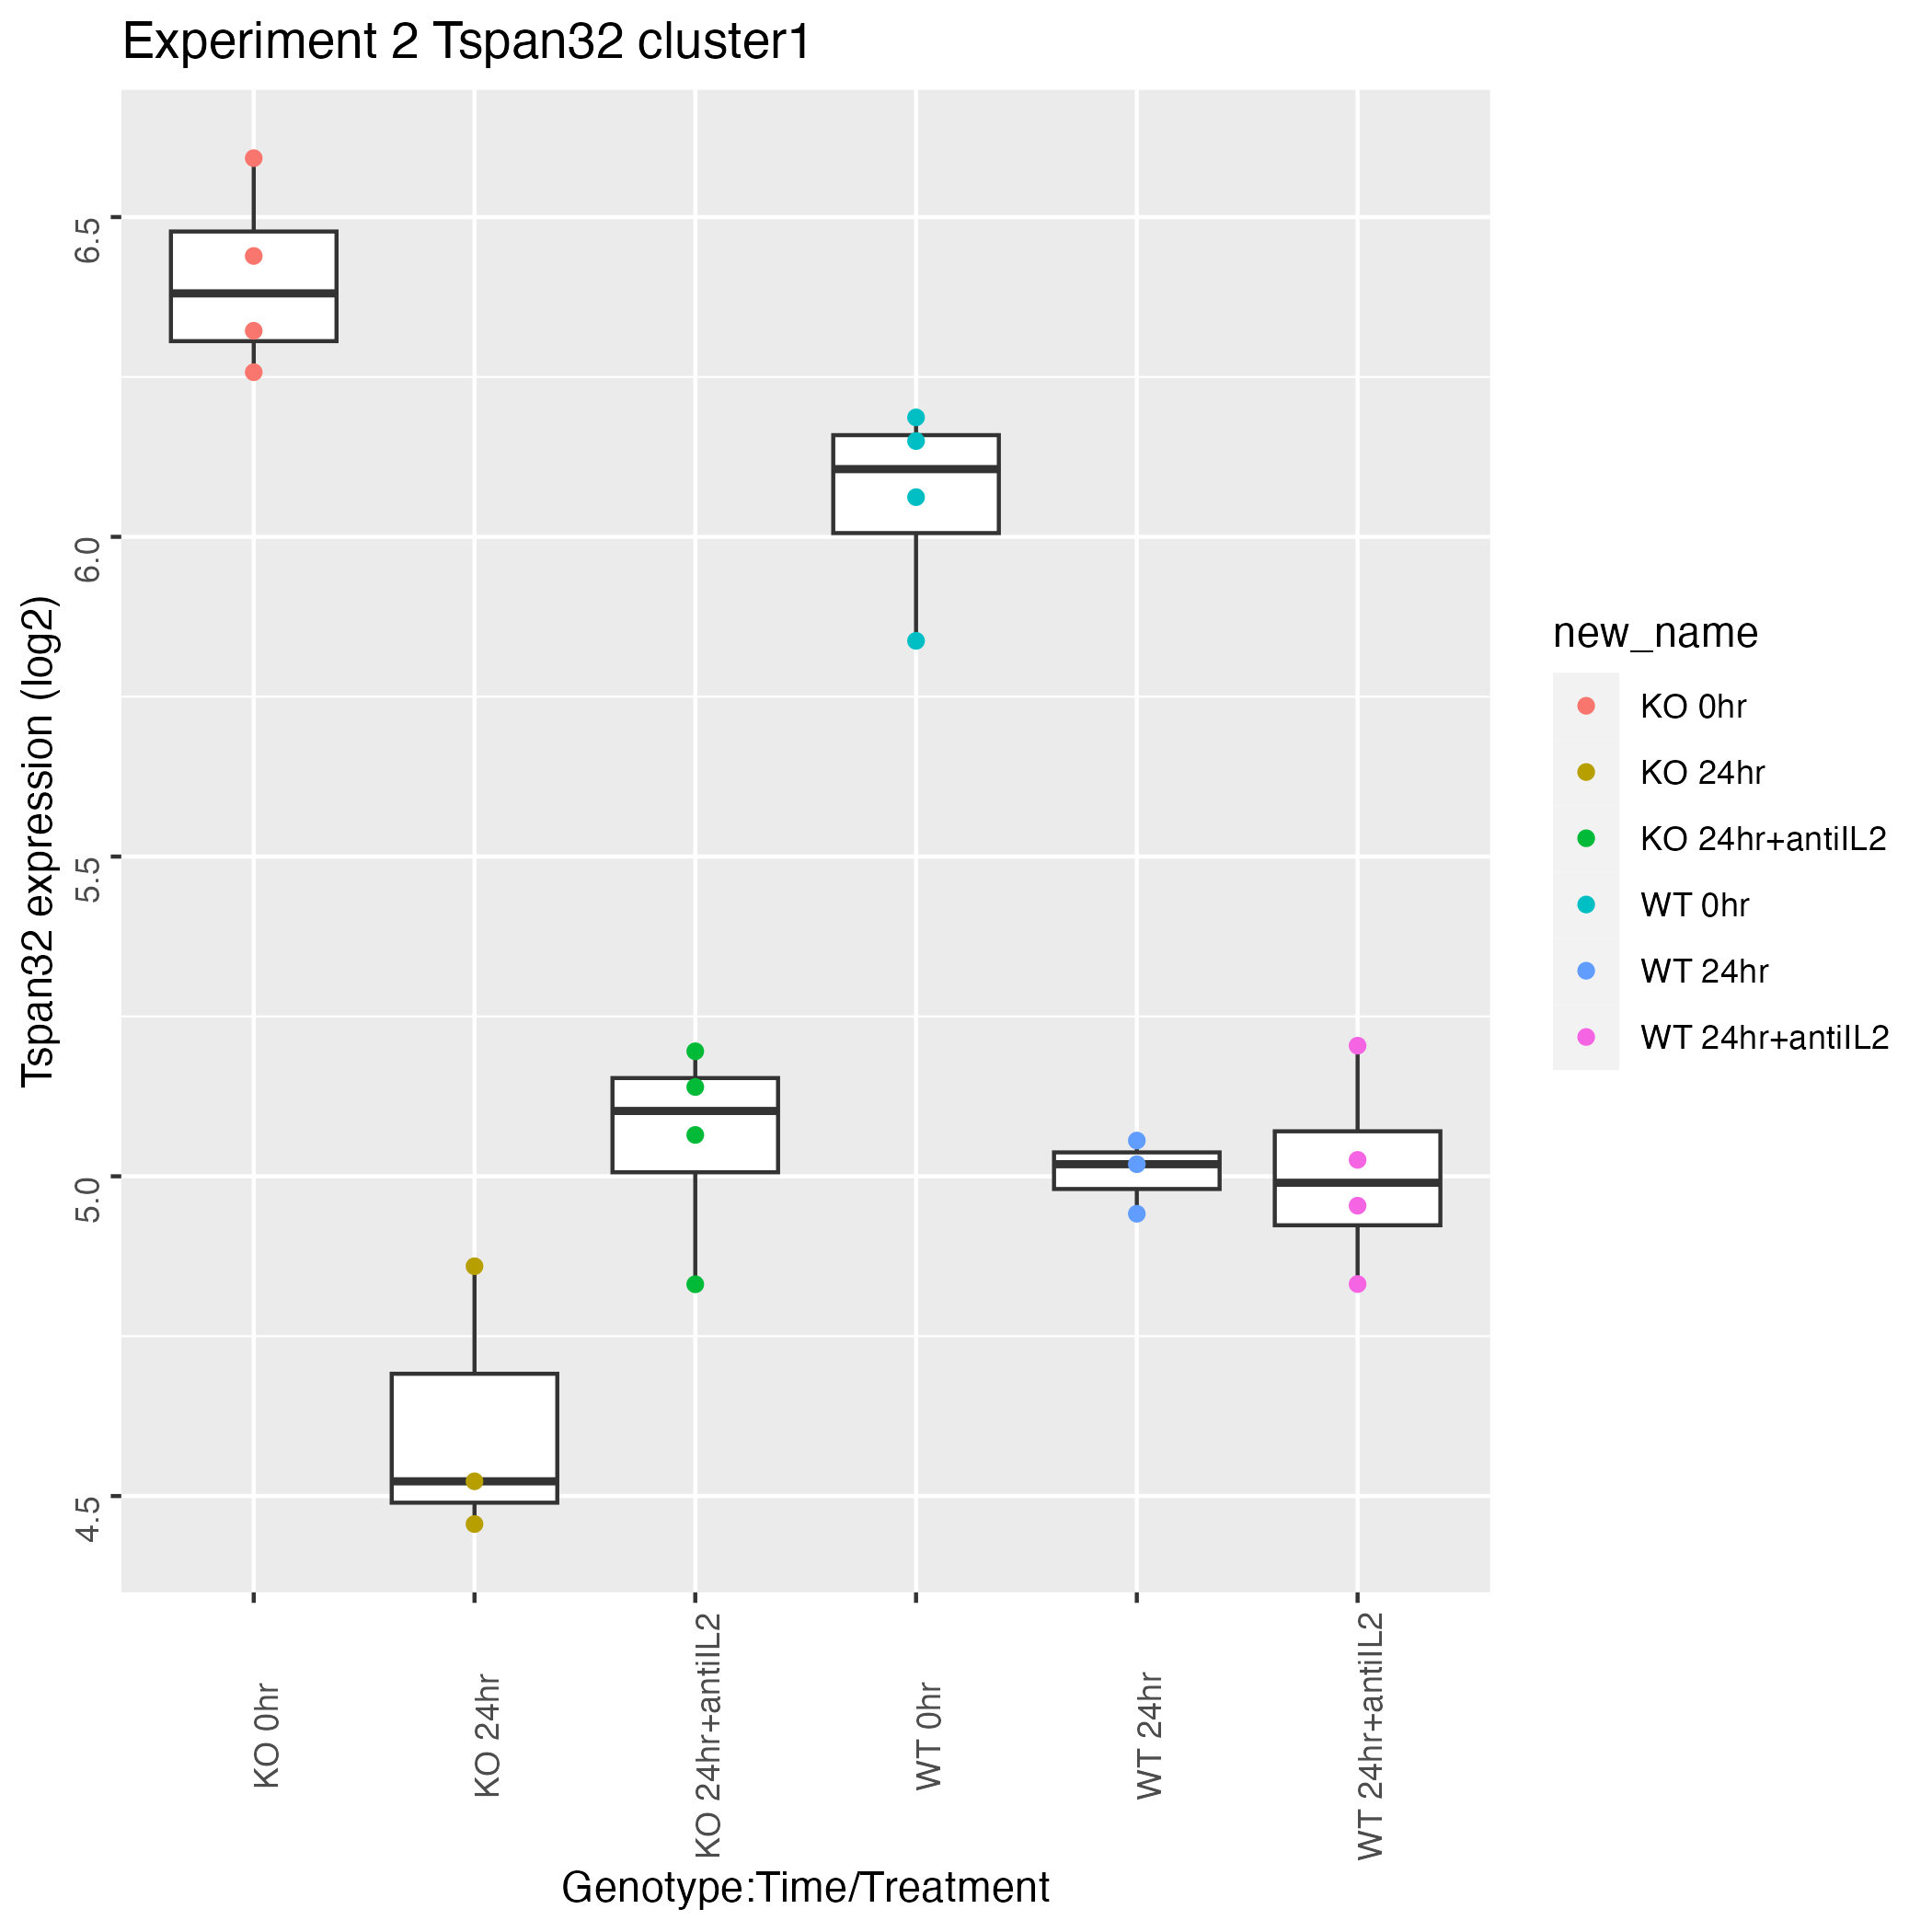 Experiment 2 Tspan32 cluster1
Tspan32 expression (log2)
6.5
6.0
5.5
5.0
4.5
KO 0hr
KO 24hr
KO 24hr+antiIL2
WT 0hr
WT 24hr
WT 24hr+antiIL2
Genotype:Time/Treatment
new_name
KO 0hr
KO 24hr
KO 24hr+antiIL2
WT 0hr
WT 24hr
WT 24hr+antiIL2